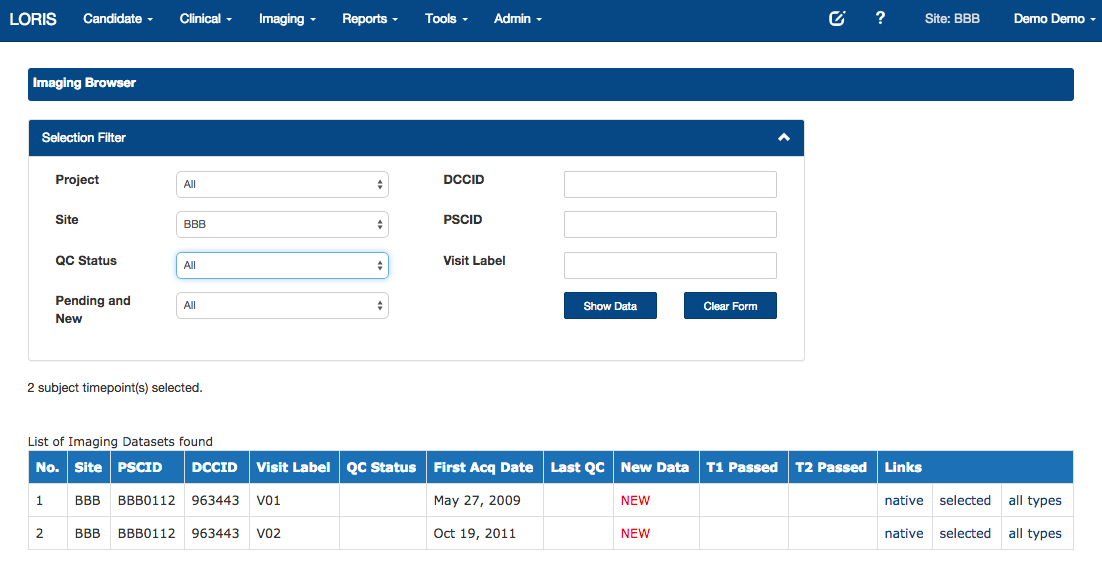 LORIS Candidate Clinical Imaging Reports Tools Admin ? Site: BBB Demo Demo
Imaging Browser
Selection Filter
Project All DCCID
Site BBB PSCID
QC Status All Visit Label
Pending and New All Show Data Clear Form
2 subject timepoint(s) selected.
List of Imaging Datasets found
No. Site PSCID DCCID Visit Label QC Status First Acq Date Last QC New Data T1 Passed T2 Passed Links
1 BBB BBB0112 963443 V01 May 27, 2009 NEW native selected all types
2 BBB BBB0112 963443 V02 Oct 19, 2011 NEW native selected all types